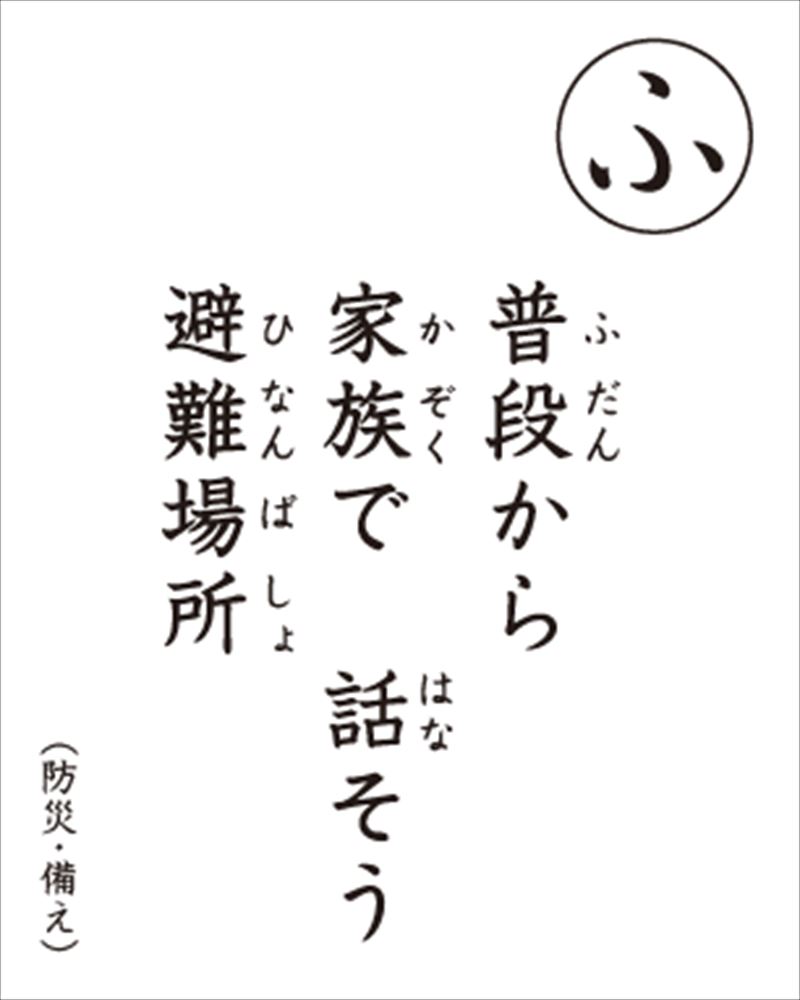 ふ
普段から
家族で 話そう
避難場所
ふだん
かぞく
はな
ひなんばしょ
(防災・備え)